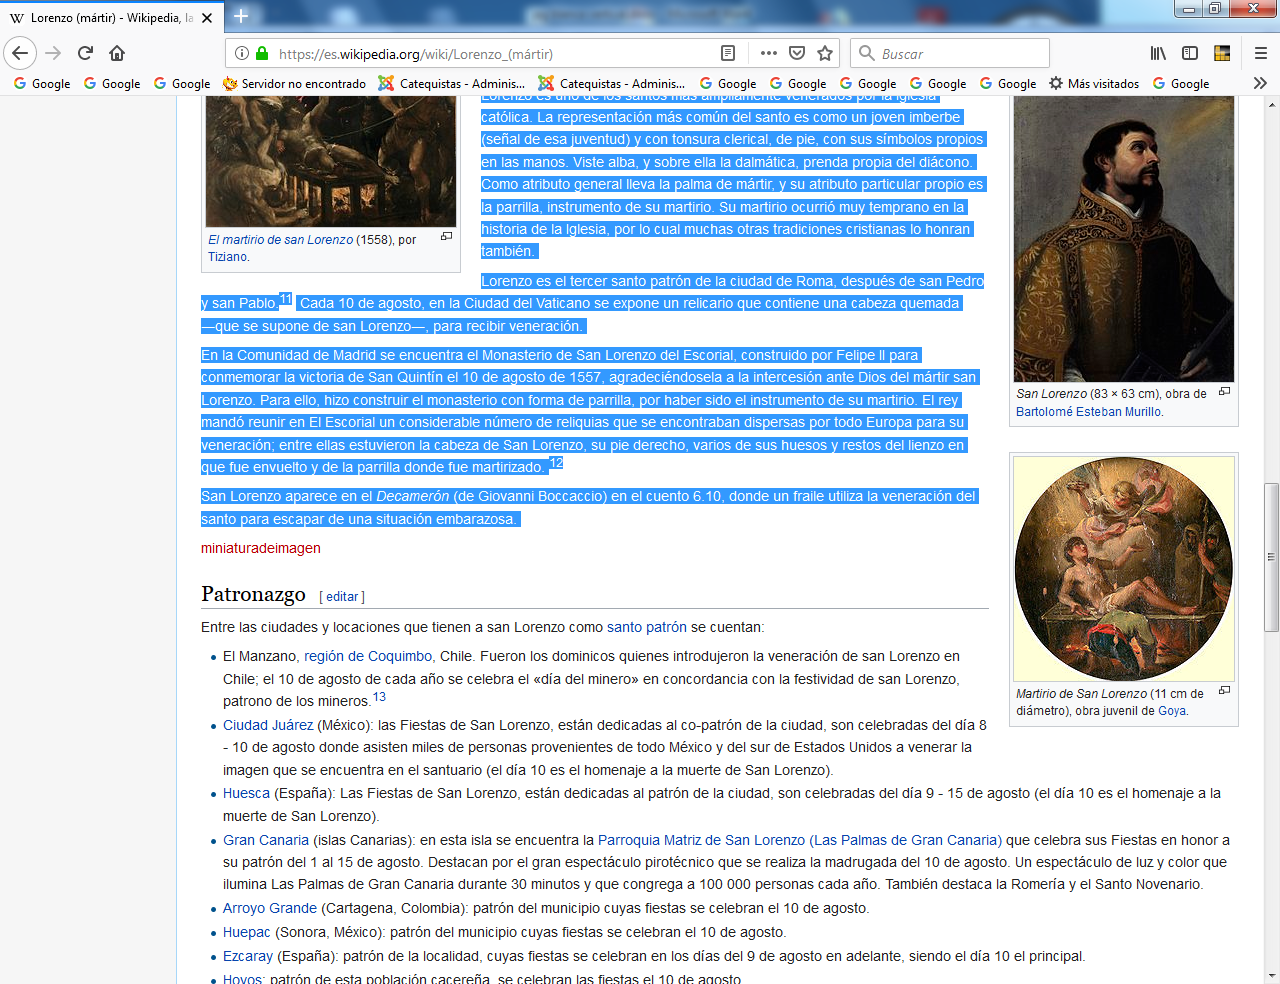 Lorenzo (mártir) - Wikipedia, la
https://es.wikipedia.org/wiki/Lorenzo_(mártir)
Buscar
Google
Google
Google
Servidor no encontrado
Catequistas - Adminis...
Catequistas - Adminis...
Google
Google
Google
Google
Google
Más visitados
Google
Lorenzo es uno de los santos más ampliamente venerados por la Iglesia
católica. La representación más común del santo es como un joven imberbe
(señal de esa juventud) y con tonsura clerical, de pie, con sus símbolos propios
en las manos. Viste alba, y sobre ella la dalmática, prenda propia del diácono.
Como atributo general lleva la palma de mártir, y su atributo particular propio es
la parrilla, instrumento de su martirio. Su martirio ocurrió muy temprano en la
historia de la Iglesia, por lo cual muchas otras tradiciones cristianas lo honran
también.
El martirio de san Lorenzo (1558), por
Tiziano.
Lorenzo es el tercer santo patrón de la ciudad de Roma, después de san Pedro
y san Pablo.11 Cada 10 de agosto, en la Ciudad del Vaticano se expone un relicario que contiene una cabeza quemada
—que se supone de san Lorenzo—, para recibir veneración.
En la Comunidad de Madrid se encuentra el Monasterio de San Lorenzo del Escorial, construido por Felipe II para
conmemorar la victoria de San Quintín el 10 de agosto de 1557, agradeciéndosela a la intercesión ante Dios del mártir san
Lorenzo. Para ello, hizo construir el monasterio con forma de parrilla, por haber sido el instrumento de su martirio. El rey
mandó reunir en El Escorial un considerable número de reliquias que se encontraban dispersas por todo Europa para su
veneración; entre ellas estuvieron la cabeza de San Lorenzo, su pie derecho, varios de sus huesos y restos del lienzo en
que fue envuelto y de la parrilla donde fue martirizado. 12
San Lorenzo aparece en el Decamerón (de Giovanni Boccaccio) en el cuento 6.10, donde un fraile utiliza la veneración del
santo para escapar de una situación embarazosa.
miniaturadeimagen
San Lorenzo (83 × 63 cm), obra de
Bartolomé Esteban Murillo.
Martirio de San Lorenzo (11 cm de
diámetro), obra juvenil de Goya.
Patronazgo [ editar ]
Entre las ciudades y locaciones que tienen a san Lorenzo como santo patrón se cuentan:
• El Manzano, región de Coquimbo, Chile. Fueron los dominicos quienes introdujeron la veneración de san Lorenzo en
Chile; el 10 de agosto de cada año se celebra el «día del minero» en concordancia con la festividad de san Lorenzo,
patrono de los mineros.13
• Ciudad Juárez (México): las Fiestas de San Lorenzo, están dedicadas al co-patrón de la ciudad, son celebradas del día 8
- 10 de agosto donde asisten miles de personas provenientes de todo México y del sur de Estados Unidos a venerar la
imagen que se encuentra en el santuario (el día 10 es el homenaje a la muerte de San Lorenzo).
• Huesca (España): Las Fiestas de San Lorenzo, están dedicadas al patrón de la ciudad, son celebradas del día 9 - 15 de agosto (el día 10 es el homenaje a la
muerte de San Lorenzo).
• Gran Canaria (islas Canarias): en esta isla se encuentra la Parroquia Matriz de San Lorenzo (Las Palmas de Gran Canaria) que celebra sus Fiestas en honor a
su patrón del 1 al 15 de agosto. Destacan por el gran espectáculo pirotécnico que se realiza la madrugada del 10 de agosto. Un espectáculo de luz y color que
ilumina Las Palmas de Gran Canaria durante 30 minutos y que congrega a 100 000 personas cada año. También destaca la Romería y el Santo Novenario.
• Arroyo Grande (Cartagena, Colombia): patrón del municipio cuyas fiestas se celebran el 10 de agosto.
• Huepac (Sonora, México): patrón del municipio cuyas fiestas se celebran el 10 de agosto.
• Ezcaray (España): patrón de la localidad, cuyas fiestas se celebran en los días del 9 de agosto en adelante, siendo el día 10 el principal.
• Hoyos: patrón de esta población cacereña, se celebran las fiestas el 10 de agosto